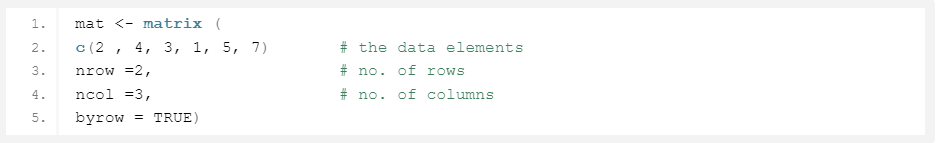 1. mat <- matrix (
2. c(2 , 4, 3, 1, 5, 7) # the data elements
3. nrow =2, # no. of rows
4. ncol =3, # no. of columns
5. byrow = TRUE)